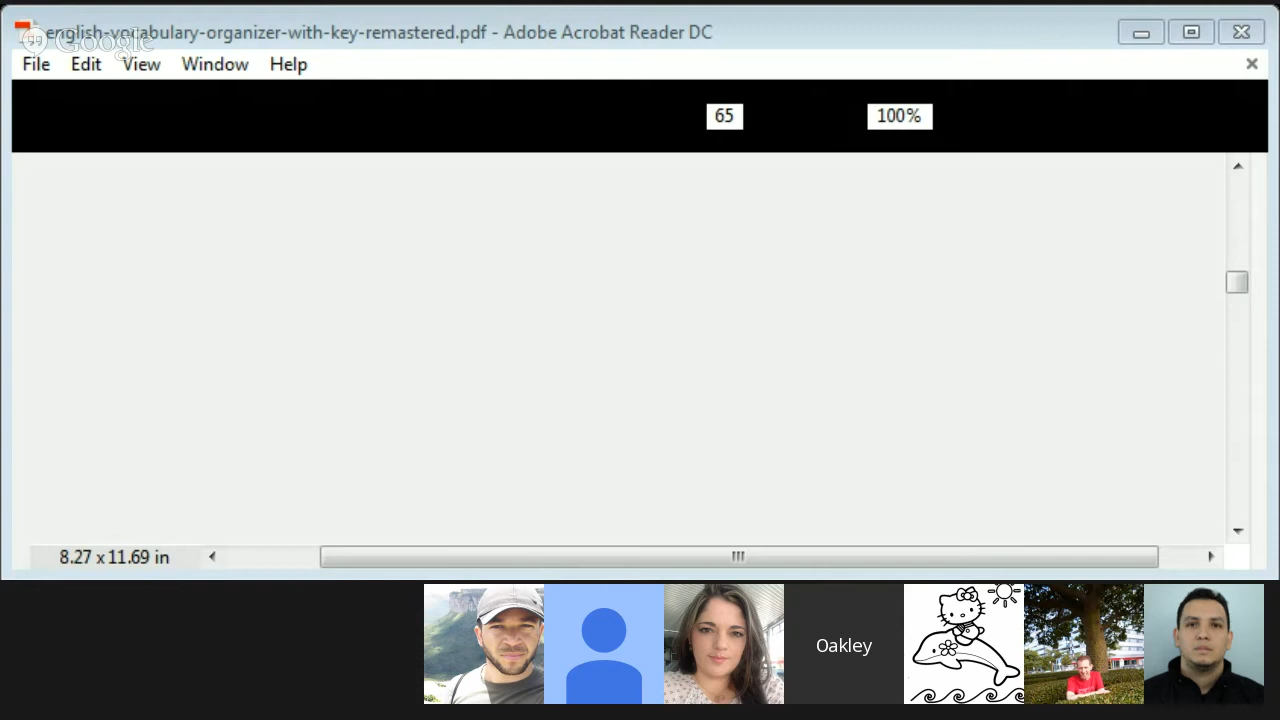 english-vocabulary-organizer-with-key-remastered.pdf - Adobe Acrobat Reader DC
Google
File Edit View Window Help
65 100%
8.27 x 11.69 in
Oakley